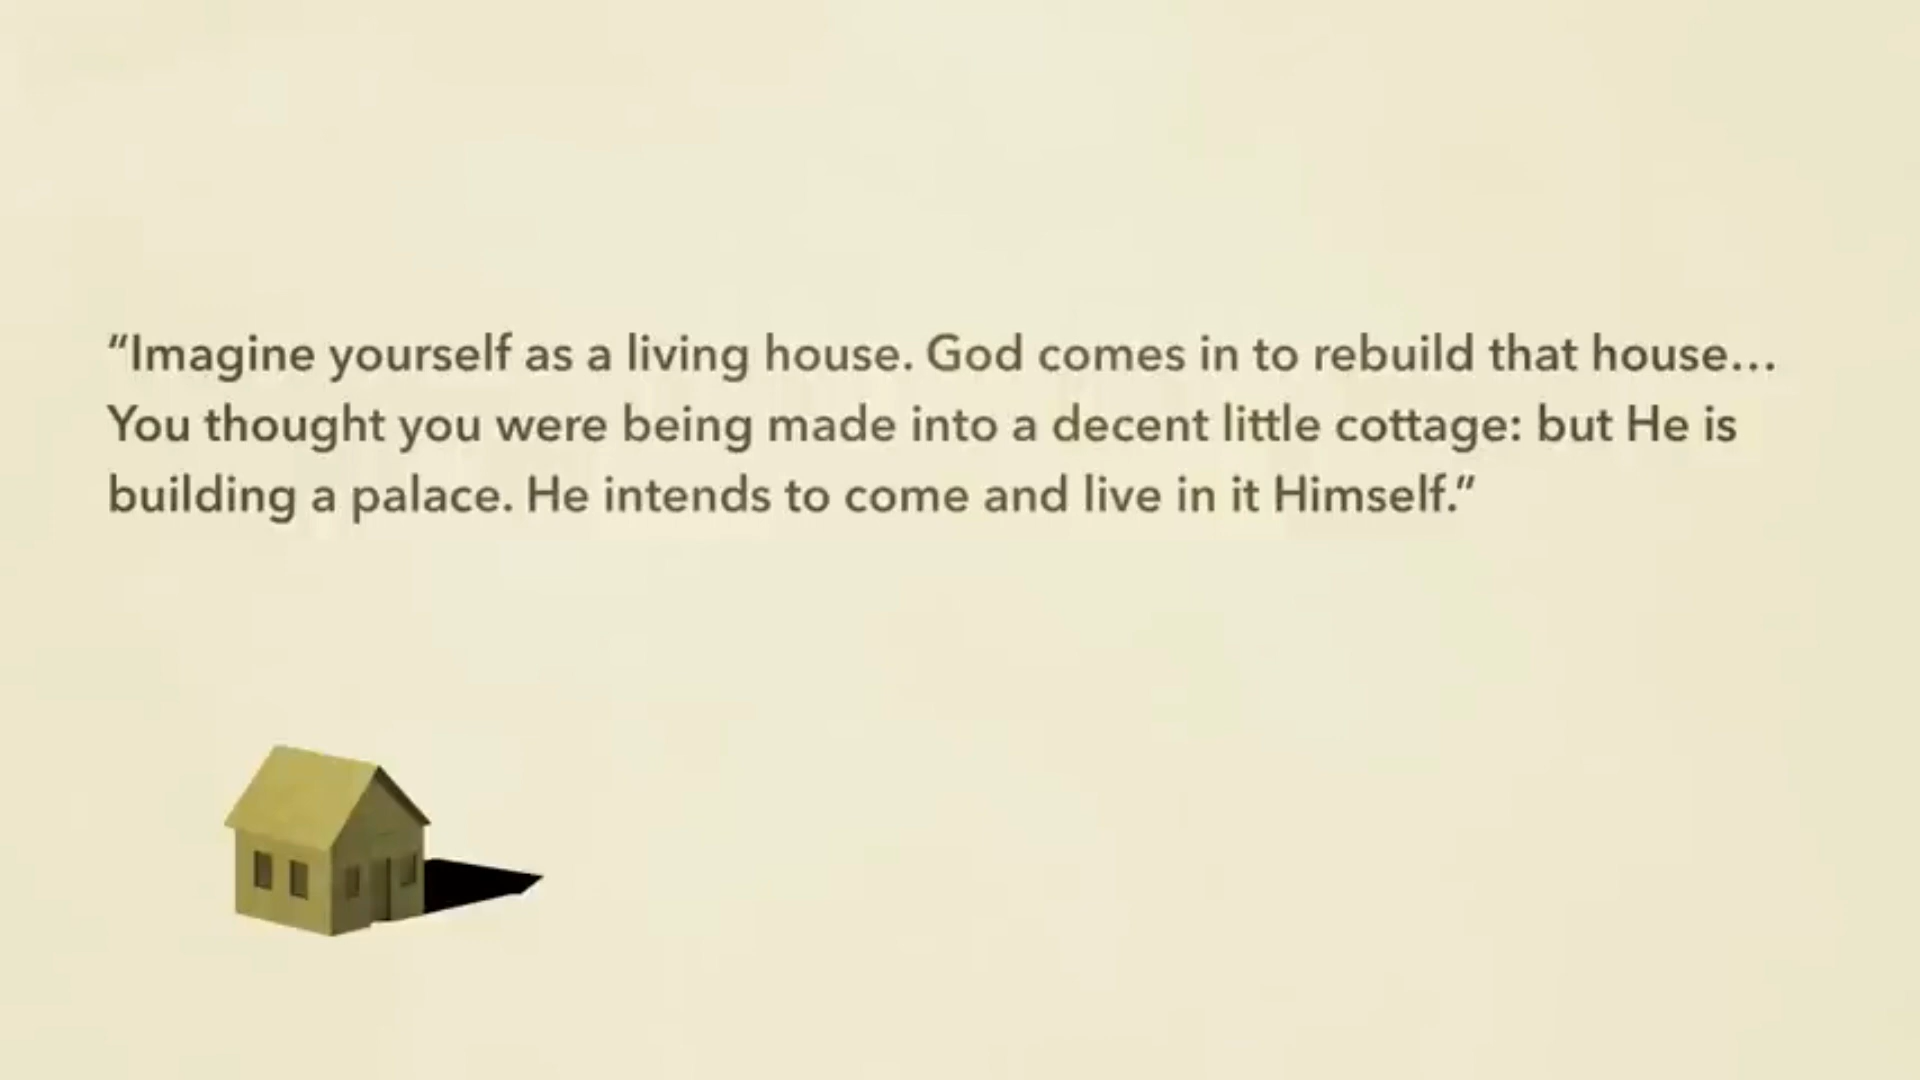 “Imagine yourself as a living house. God comes in to rebuild that house…
You thought you were being made into a decent little cottage: but He is
building a palace. He intends to come and live in it Himself.”